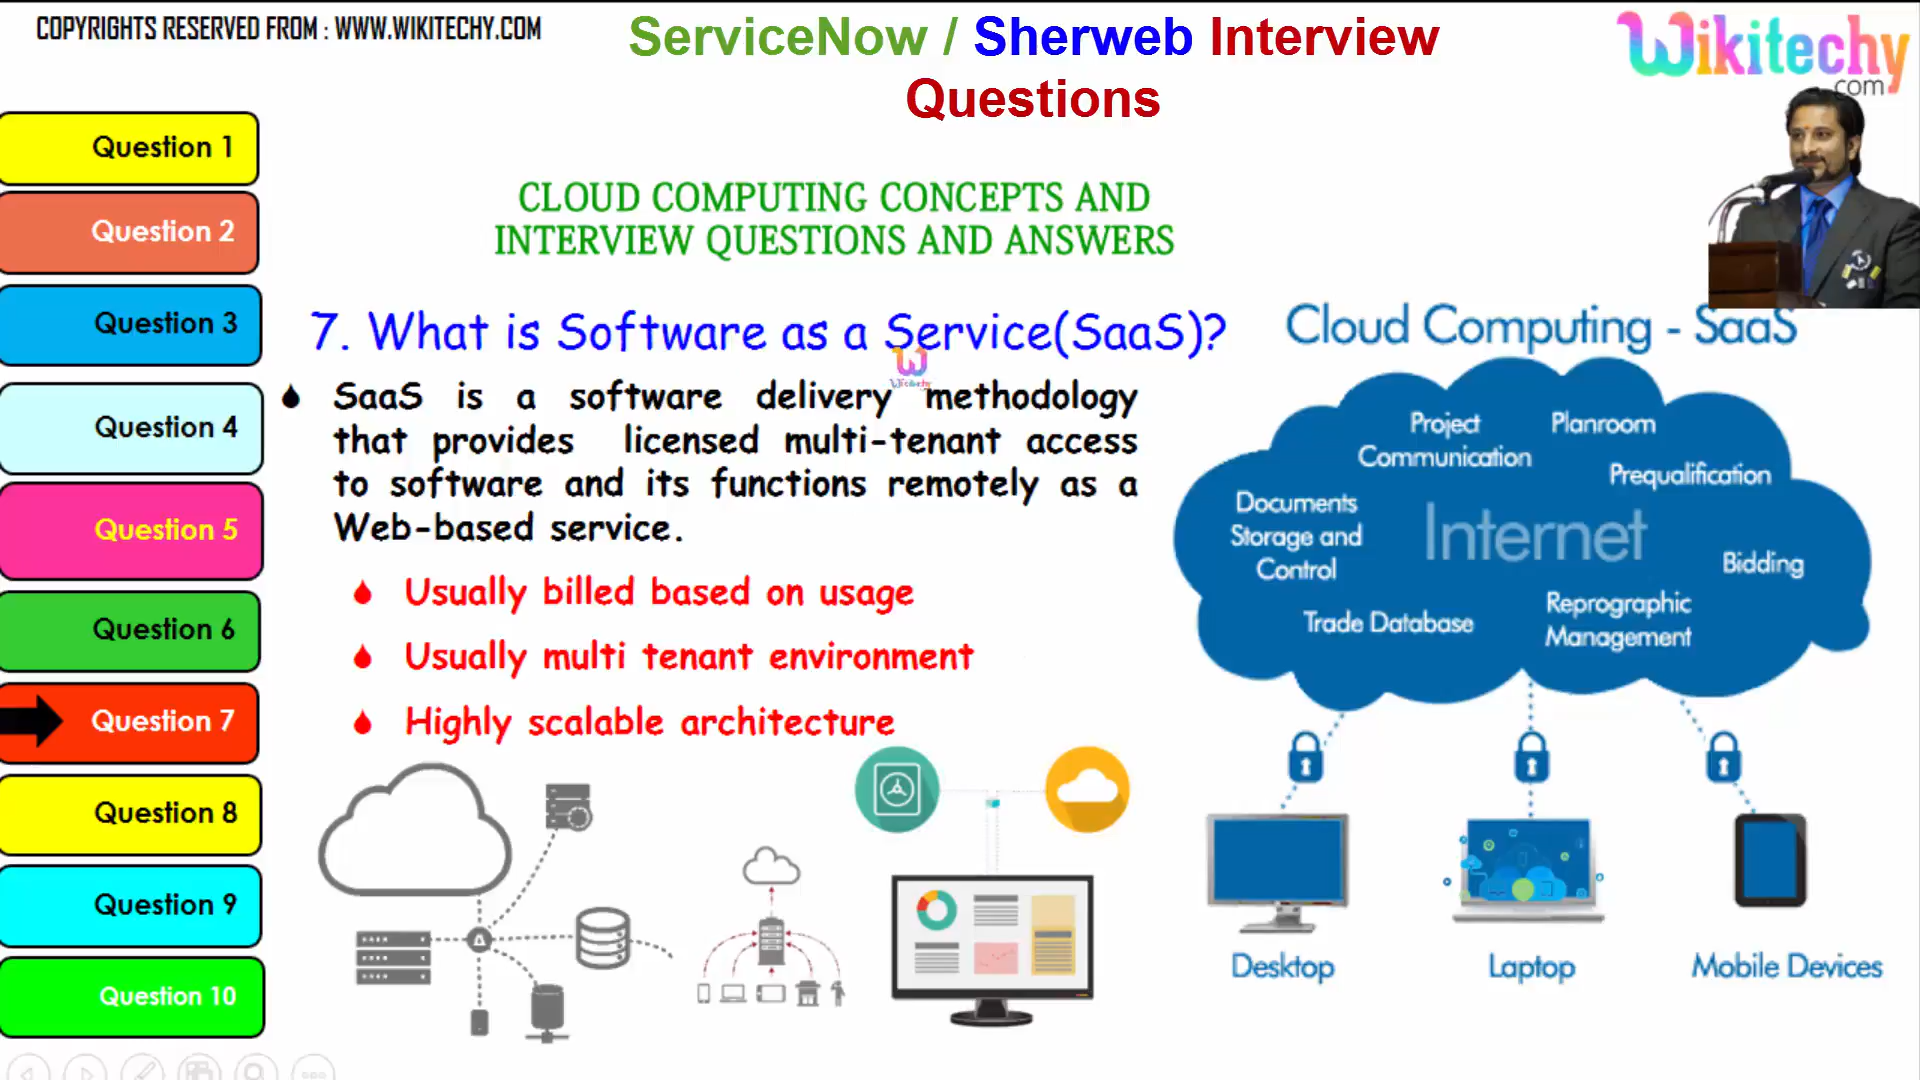 COPYRIGHTS RESERVED FROM : WWW.WIKITECHY.COM
ServiceNow / Sherweb Interview
Questions
Wikitechy
.com
Question 1
Question 2
Question 3
Question 4
Question 5
Question 6
Question 7
Question 8
Question 9
Question 10
CLOUD COMPUTING CONCEPTS AND
INTERVIEW QUESTIONS AND ANSWERS
7. What is Software as a Service(SaaS)?
Wikitechy
SaaS is a software delivery methodology
that provides licensed multi-tenant access
to software and its functions remotely as a
Web-based service.
Usually billed based on usage
Usually multi tenant environment
Highly scalable architecture
Cloud Computing - SaaS
Project
Communication
Planroom
Prequalification
Documents
Storage and
Control
Internet
Bidding
Trade Database
Reprographic
Management
Desktop
Laptop
Mobile Devices